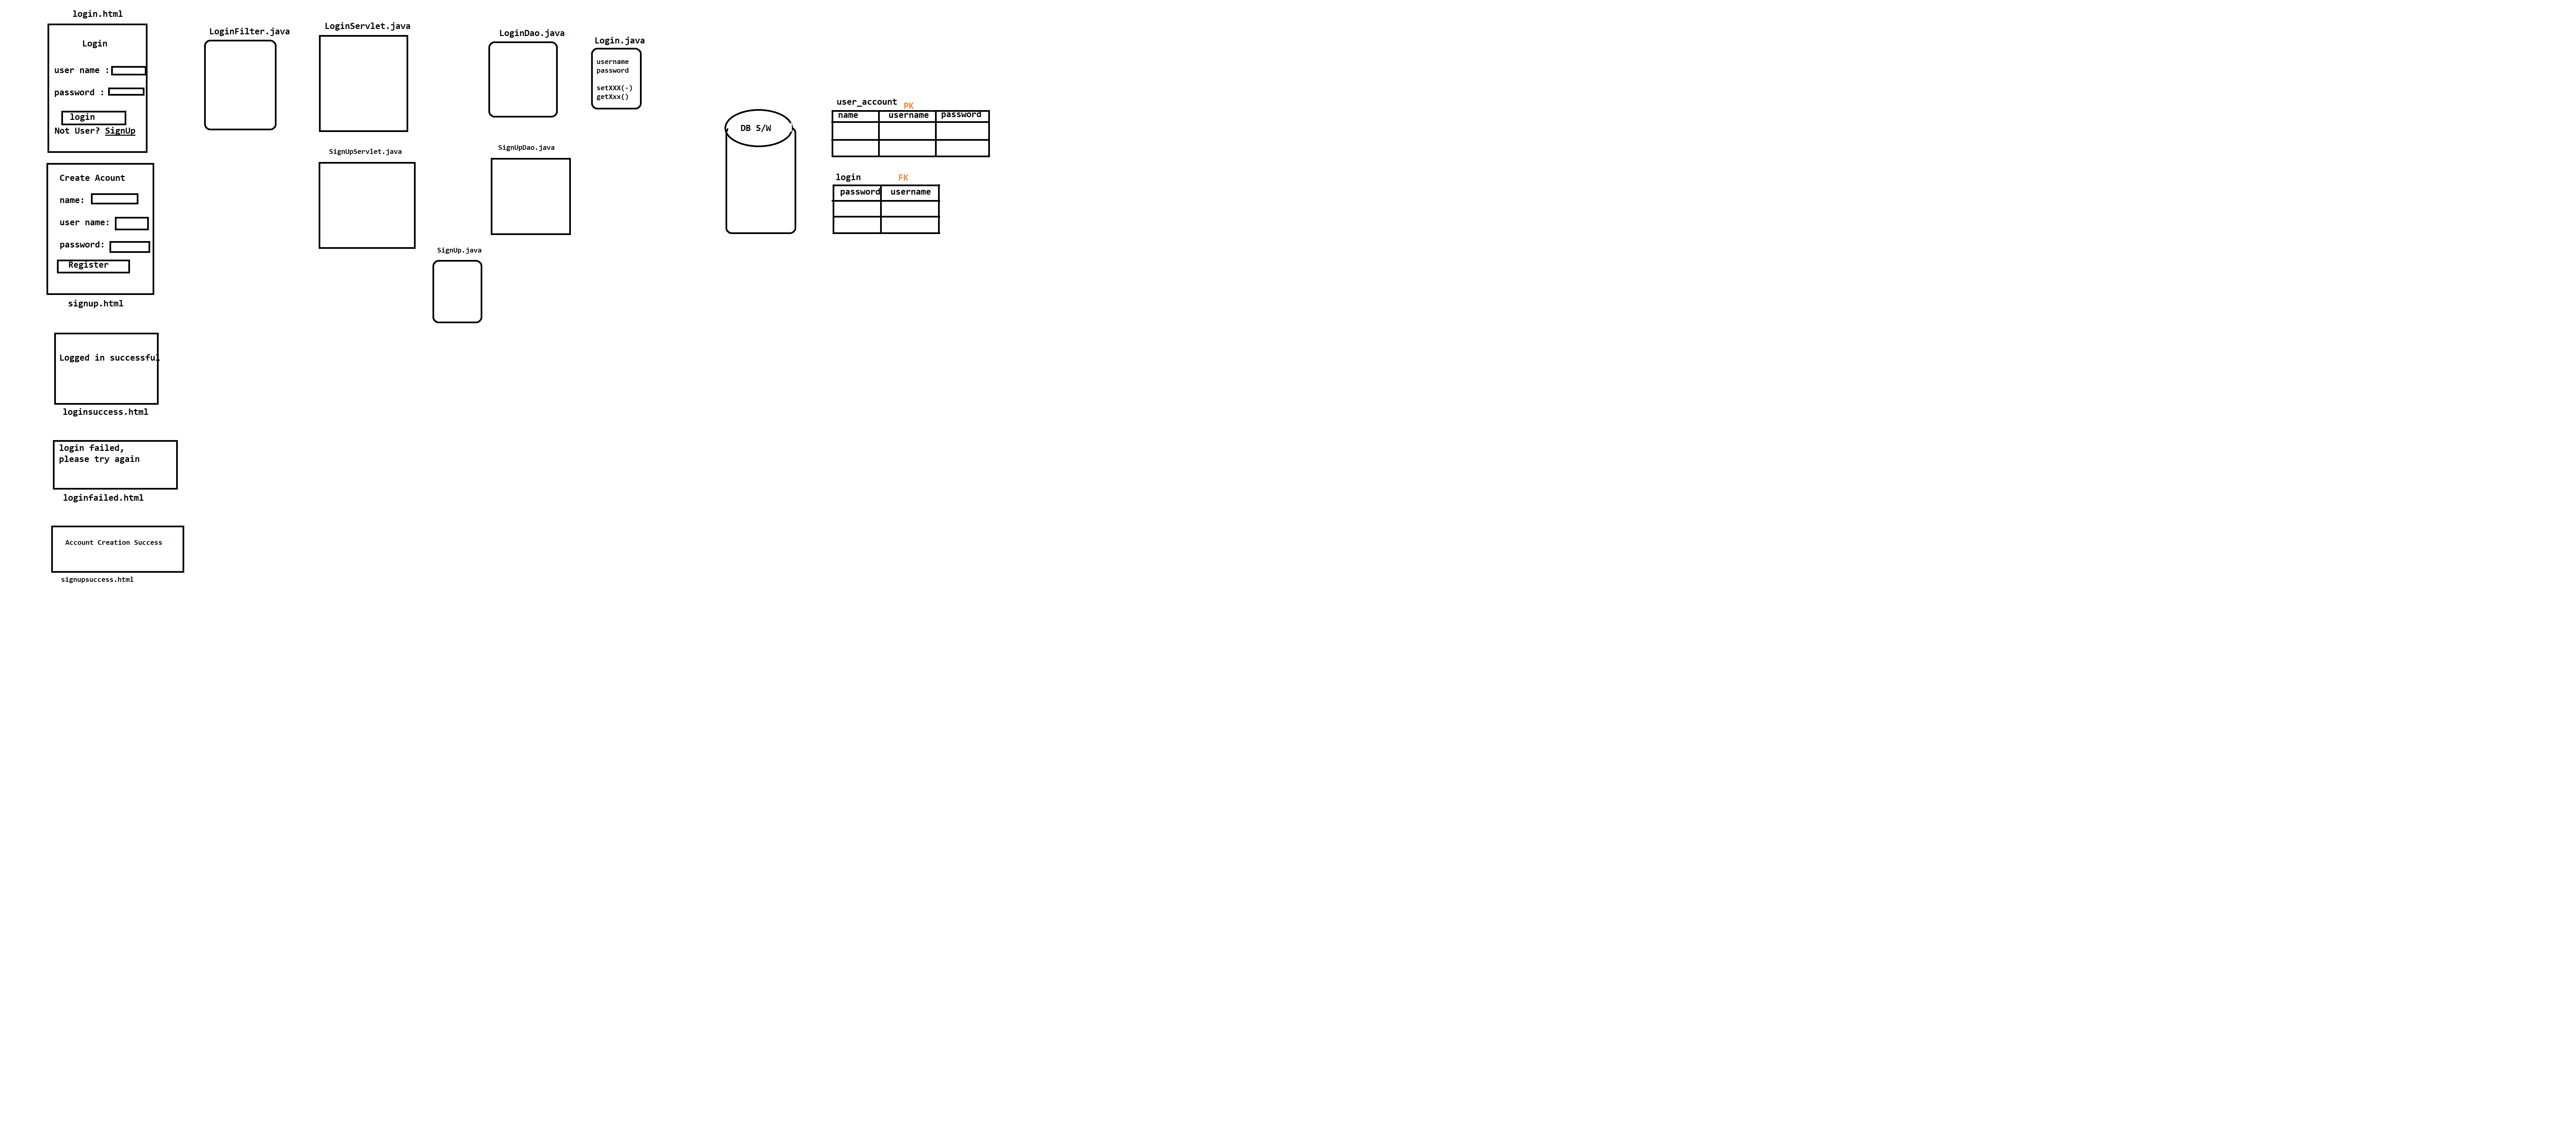 login.html
Login
user name :
password :
login
Not User? SignUp
Create Acount
name:
user name:
password:
Register
signup.html
Logged in successful
loginsuccess.html
login failed,
please try again
loginfailed.html
Account Creation Success
signupsuccess.html
LoginFilter.java
LoginServlet.java
SignUpServlet.java
LoginDao.java
SignUpDao.java
SignUp.java
Login.java
username
password
setXXX(-)
getXxx()
DB S/W
user_account PK
name username password
login FK
password username